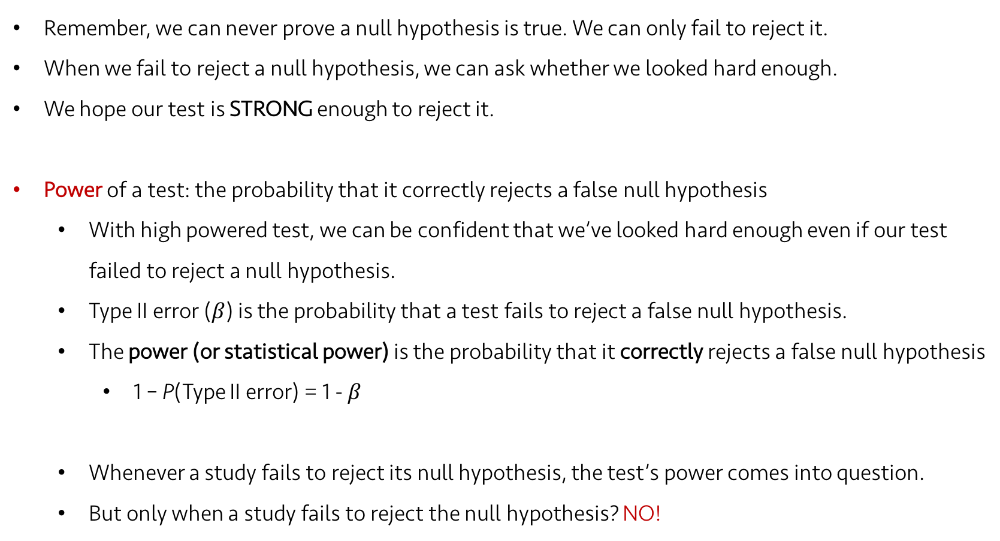 • Remember, we can never prove a null hypothesis is true. We can only fail to reject it.
• When we fail to reject a null hypothesis, we can ask whether we looked hard enough.
• We hope our test is STRONG enough to reject it.
• Power of a test: the probability that it correctly rejects a false null hypothesis
• With high powered test, we can be confident that we’ve looked hard enough even if our test
failed to reject a null hypothesis.
• Type II error (β) is the probability that a test fails to reject a false null hypothesis.
• The power (or statistical power) is the probability that it correctly rejects a false null hypothesis
• 1 – P(Type II error) = 1 - β
• Whenever a study fails to reject its null hypothesis, the test’s power comes into question.
• But only when a study fails to reject the null hypothesis? NO!